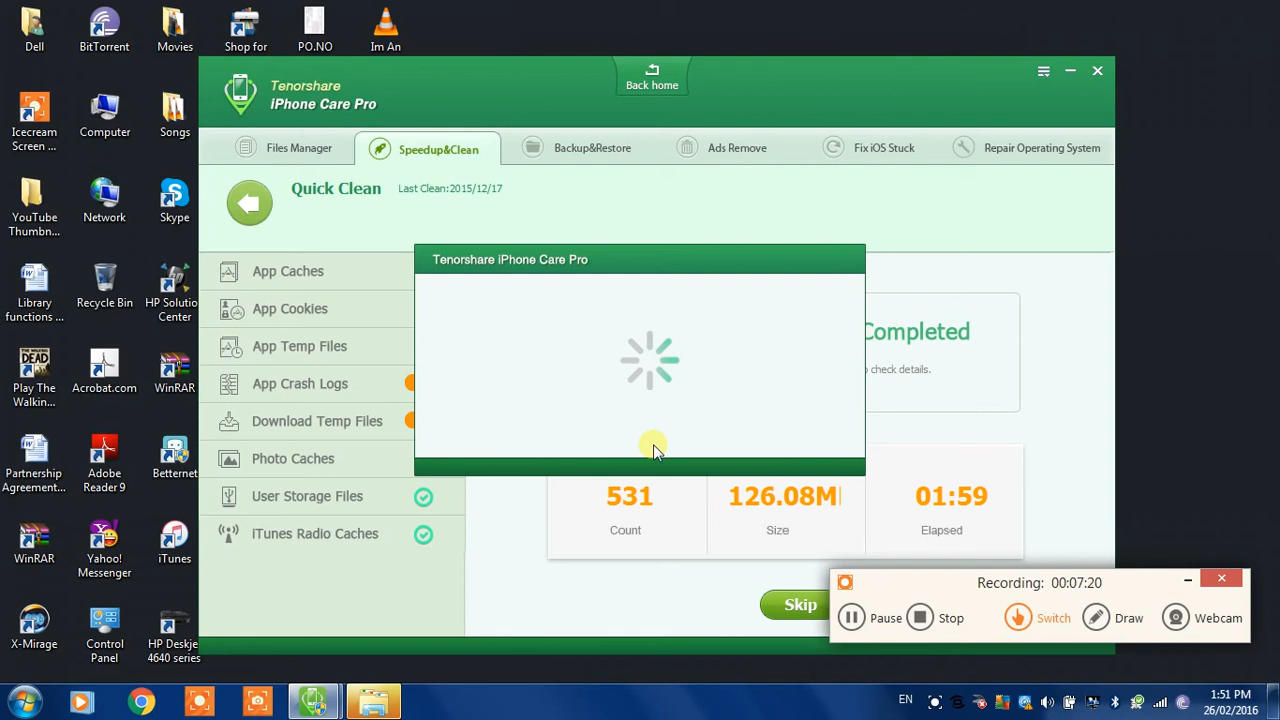 Dell
BitTorrent
Movies
Shop for
PO.NO
Im An
Tenorshare
iPhone Care Pro
Back home
Icecream
Screen ...
Computer
Songs
Files Manager
Speedup&Clean
Backup&Restore
Ads Remove
Fix iOS Stuck
Repair Operating System
Quick Clean
Last Clean:2015/12/17
YouTube
Thumbn...
Network
Skype
Tenorshare iPhone Care Pro
App Caches
App Cookies
App Temp Files
App Crash Logs
Download Temp Files
Photo Caches
User Storage Files
iTunes Radio Caches
Completed
check details.
Library
functions ...
Recycle Bin
HP Solutio
Center
Play The
Walkin...
Acrobat.com
WinRAR
Partnership
Agreement...
Adobe
Reader 9
Betternet
531
Count
126.08M
Size
01:59
Elapsed
WinRAR
Yahoo!
Messenger
iTunes
Skip
Recording: 00:07:20
Pause
Stop
Switch
Draw
Webcam
X-Mirage
Control
Panel
HP Deskje
4640 series
EN
1:51 PM
26/02/2016